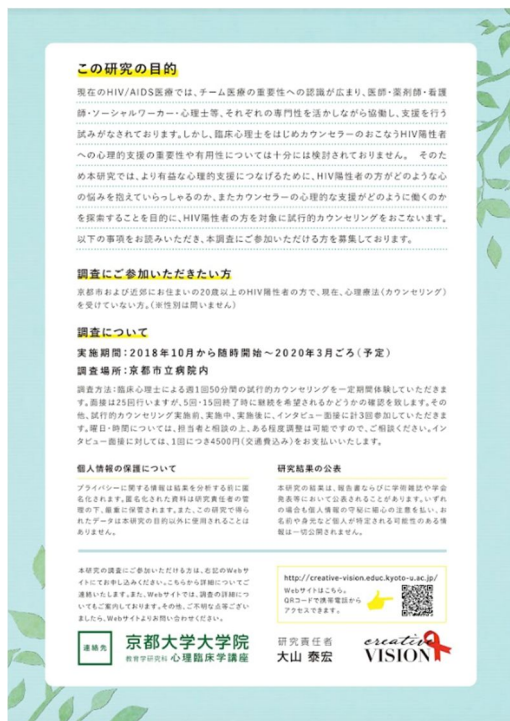 この研究の目的
現在のHIV/AIDS医療では、チーム医療の重要性への認識が広まり、医師・薬剤師・看護
師・ソーシャルワーカー・心理士等、それぞれの専門性を活かしながら協働し、支援を行う
試みがなされております。しかし、臨床心理士をはじめカウンセラーのおこなうHIV陽性者
への心理的支援の重要性や有用性については十分には検討されておりません。 そのた
め本研究では、より有益な心理的支援につなげるために、HIV陽性者の方がどのような心
の悩みを抱えていらっしゃるのか、またカウンセラーの心理的な支援がどのように働くのか
を探索することを目的に、HIV陽性者の方を対象に試行的カウンセリングをおこないます。
以下の事項をお読みいただき、本調査にご参加いただける方を募集しております。
調査にご参加いただきたい方
京都市および近郊にお住まいの20歳以上のHIV陽性者の方で、現在、心理療法(カウンセリング)
を受けていない方。(※性別は問いません)
調査について
実施期間:2018年10月から随時開始〜2020年3月ごろ(予定)
調査場所:京都市立病院内
調査方法:臨床心理士による週1回50分間の試行的カウンセリングを一定期間体験していただきま
す。面接は25回行いますが、5回・15回終了時に継続を希望されるかどうかの確認を致します。その
他、試行的カウンセリング実施前、実施中、実施後に、インタビュー面接に計3回参加していただきま
す。曜日・時間については、担当者と相談の上、ある程度調整は可能ですので、ご相談ください。イン
タビュー面接に対しては、1回につき4500円(交通費込み)をお支払いいたします。
個人情報の保護について
プライバシーに関する情報は結果を分析する前に匿
名化されます。匿名化された資料は研究責任者の管
理の下、厳重に保管されます。また、この研究で得ら
れたデータは本研究の目的以外に使用されることは
ありません。
研究結果の公表
本研究の結果は、報告書ならびに学術雑誌や学会
発表等において公表されることがあります。いずれ
の場合も個人情報の守秘に細心の注意を払い、お
名前や身元など個人が特定される可能性のある情
報は一切公開されません。
本研究の調査にご参加いただける方は、右記のWebサ
イトにてお申し込みください。こちらから詳細についてご
連絡いたします。また、Webサイトでは、調査の詳細につ
いてもご案内しております。その他、ご不明な点等ござい
ましたら、Webサイトよりお問い合わせください。
http://creative-vision.educ.kyoto-u.ac.jp/
Webサイトはこちら。
QRコードで携帯電話から
アクセスできます。
連絡先
京都大学大学院
教育学研究科 心理臨床学講座
研究責任者
大山 泰宏
creative
VISION